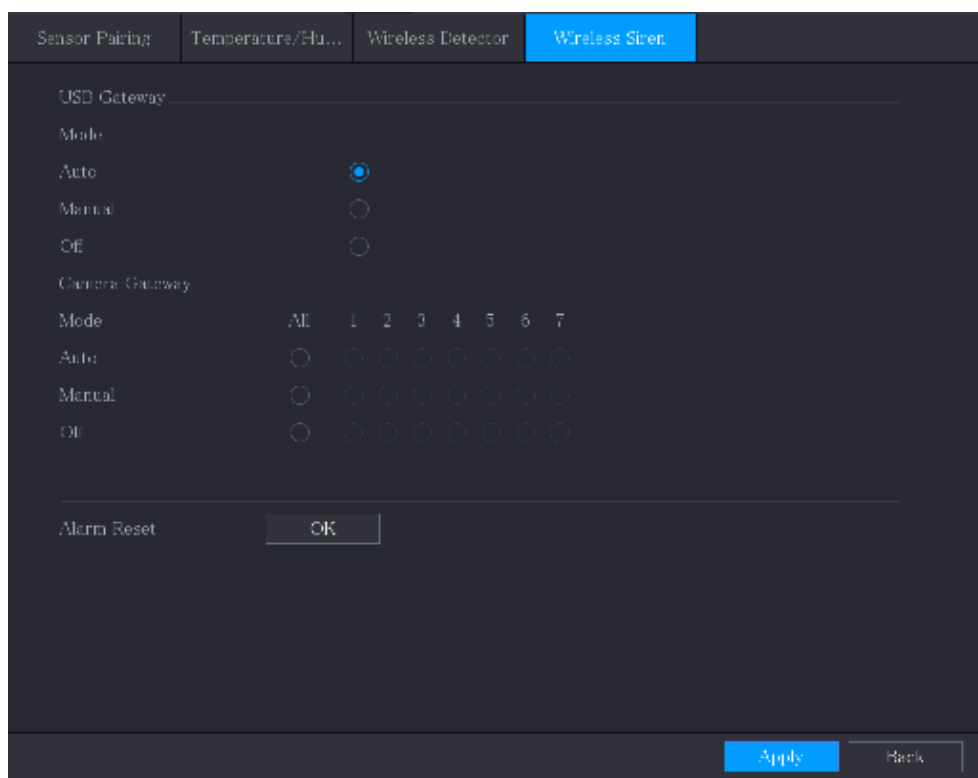 Sensor Pairing Temperature/Hu... Wireless Detector Wireless Siren
USB Gateway
Mode
Auto
Manual
Off
Camera Gateway
Mode All 1 2 3 4 5 6 7
Auto
Manual
Off
Alarm Reset OK
Apply Back